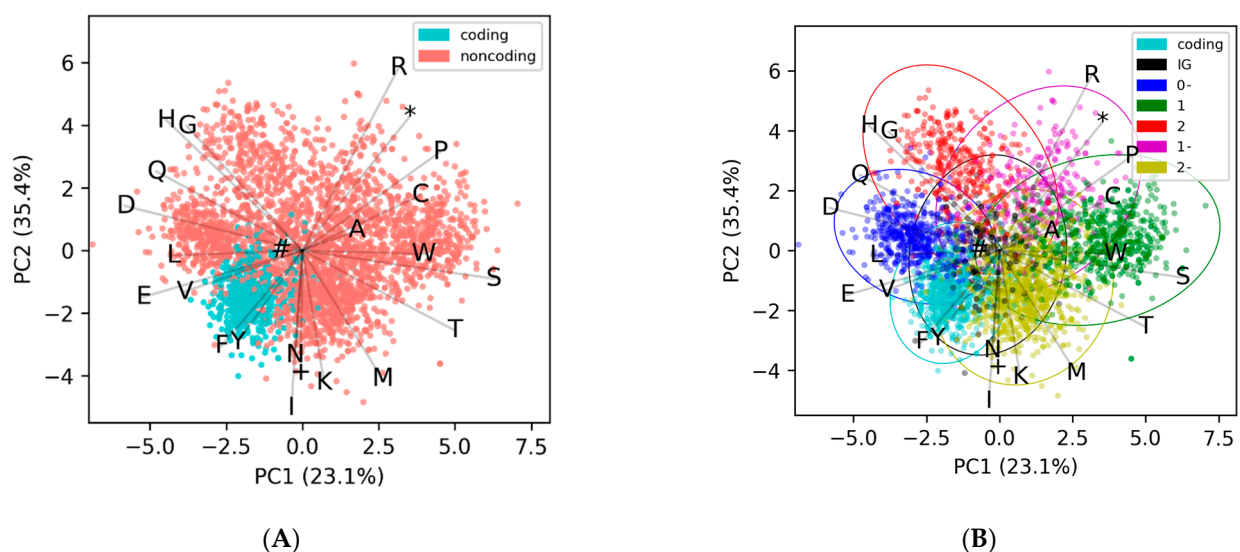 coding
noncoding
R
*
H
G
P
Q
C
D
A
#
L
W
S
E
V
T
F
Y
N
+
K
M
I
6
4
2
0
−2
−4
PC2 (35.4%)
−5.0 −2.5 0.0 2.5 5.0 7.5
PC1 (23.1%)
(A)
coding
IG
0-
1
2
1-
2-
R
*
H
G
P
Q
C
D
A
#
L
W
S
E
V
T
F
Y
N
+
K
M
I
6
4
2
0
−2
−4
PC2 (35.4%)
−5.0 −2.5 0.0 2.5 5.0 7.5
PC1 (23.1%)
(B)